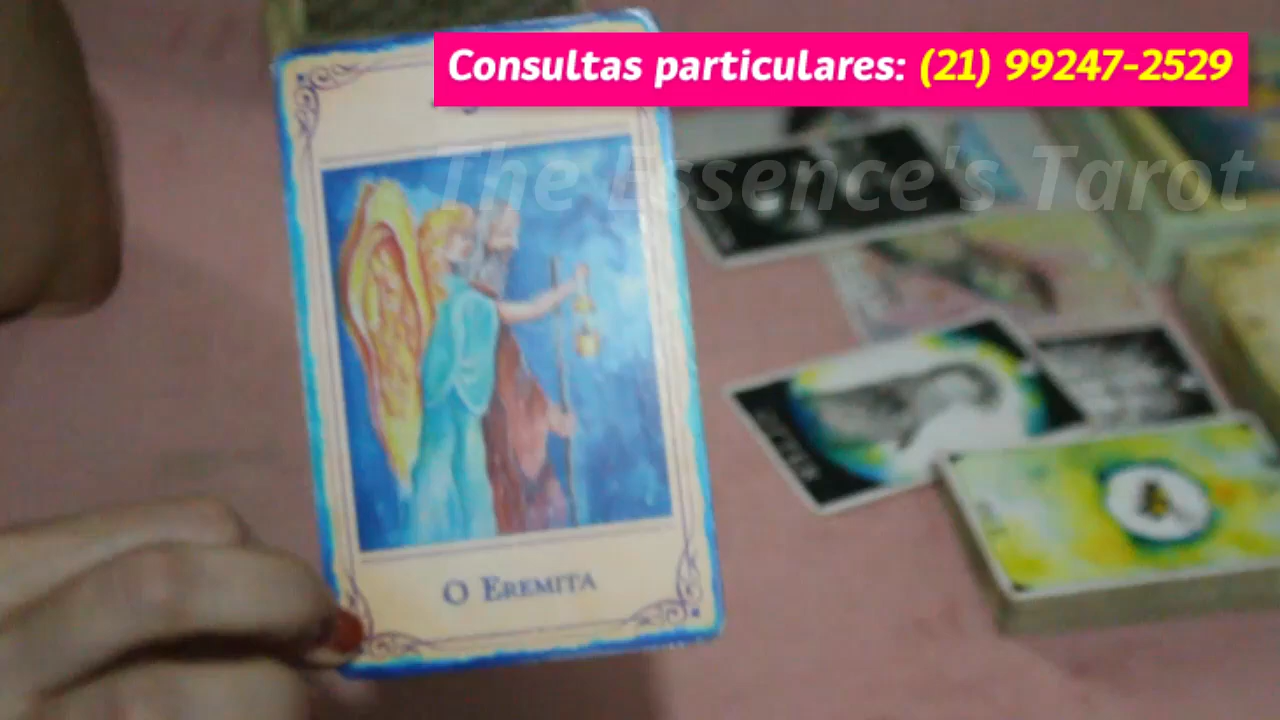 Consultas particulares: (21) 99247-2529
The Essence's Tarot
O EREMITA